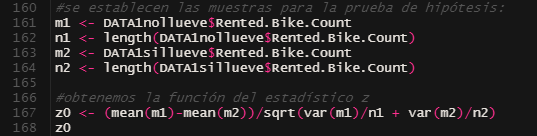 160 #se establecen las muestras para la prueba de hipótesis:
161 m1 <- DATA1nollueve$Rented.Bike.Count
162 n1 <- length(DATA1nollueve$Rented.Bike.Count)
163 m2 <- DATA1sillueve$Rented.Bike.Count
164 n2 <- length(DATA1sillueve$Rented.Bike.Count)
165
166 #obtenemos la función del estadístico z
167 z0 <- (mean(m1)-mean(m2))/sqrt(var(m1)/n1 + var(m2)/n2)
168 z0